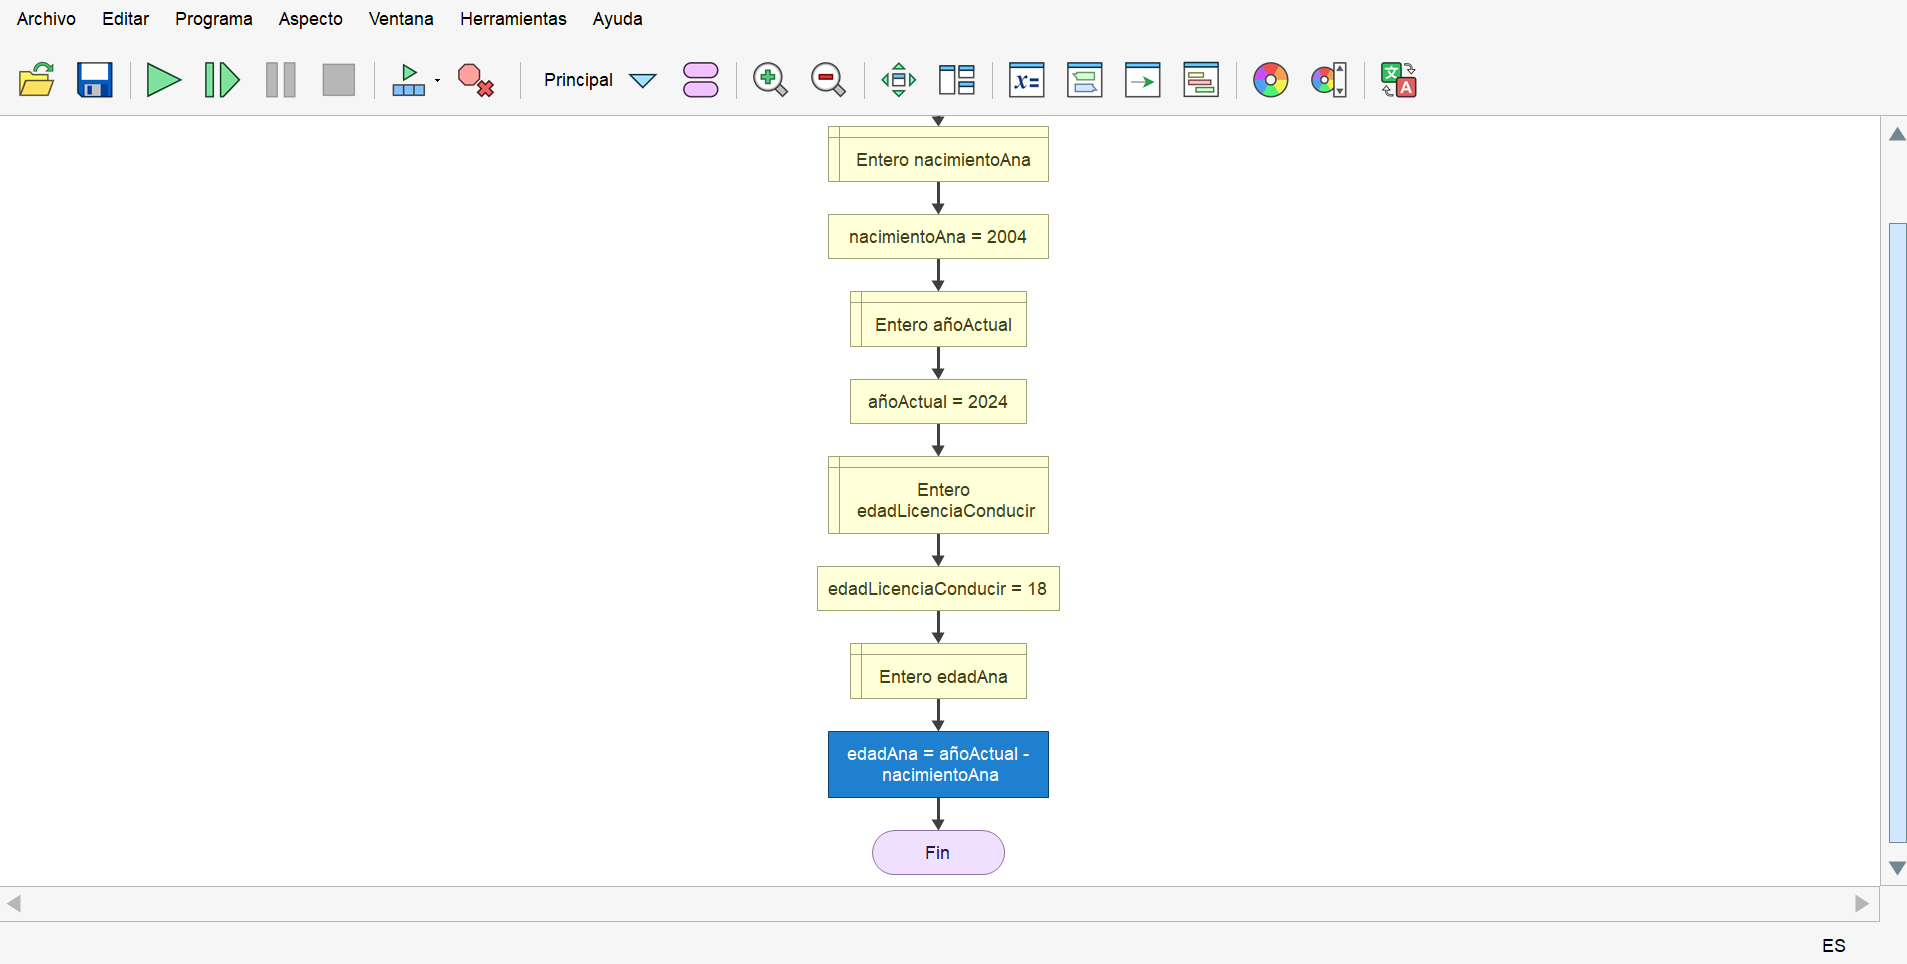 Archivo Editar Programa Aspecto Ventana Herramientas Ayuda
Principal
x=
文
A
Entero nacimientoAna
nacimientoAna = 2004
Entero añoActual
añoActual = 2024
Entero
edadLicenciaConducir
edadLicenciaConducir = 18
Entero edadAna
edadAna = añoActual -
nacimientoAna
Fin
ES